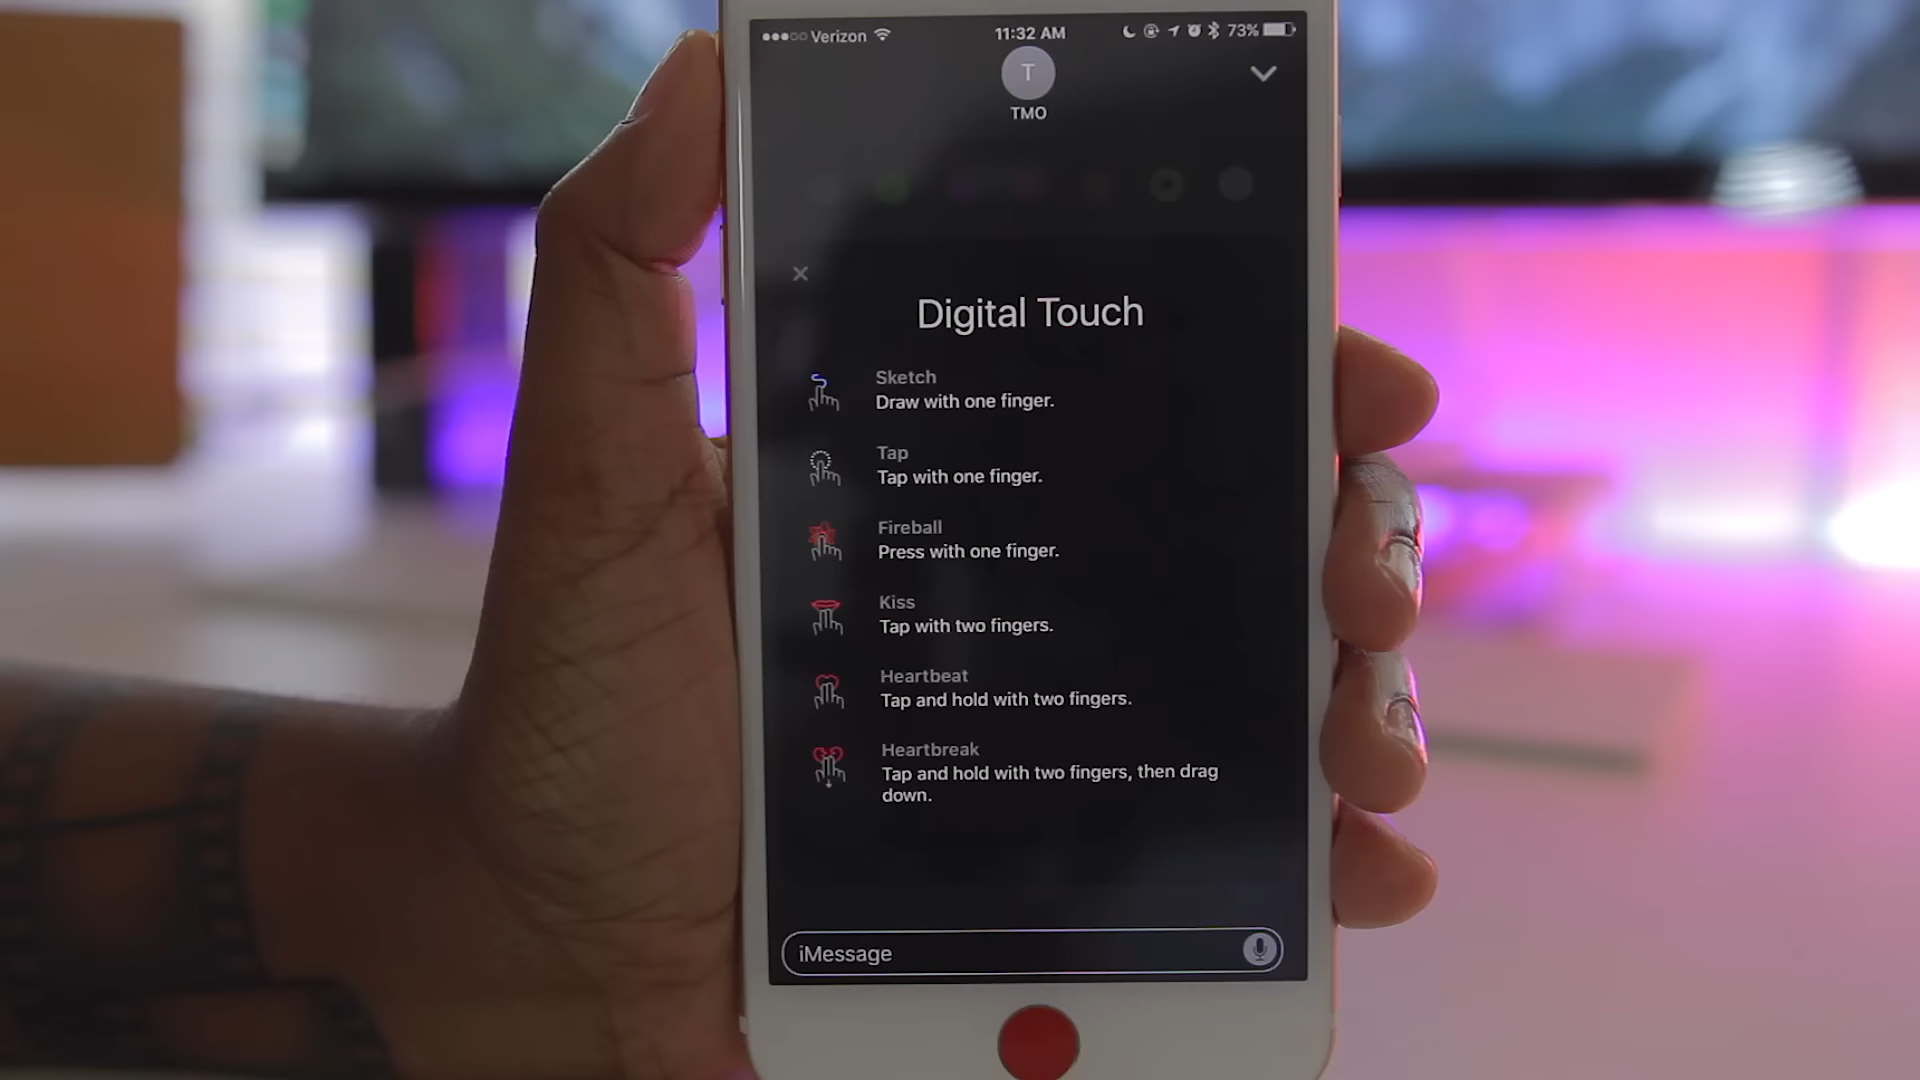 Verizon 11:32 AM 73%
T
TMO
Digital Touch
Sketch
Draw with one finger.
Tap
Tap with one finger.
Fireball
Press with one finger.
Kiss
Tap with two fingers.
Heartbeat
Tap and hold with two fingers.
Heartbreak
Tap and hold with two fingers, then drag
down.
iMessage